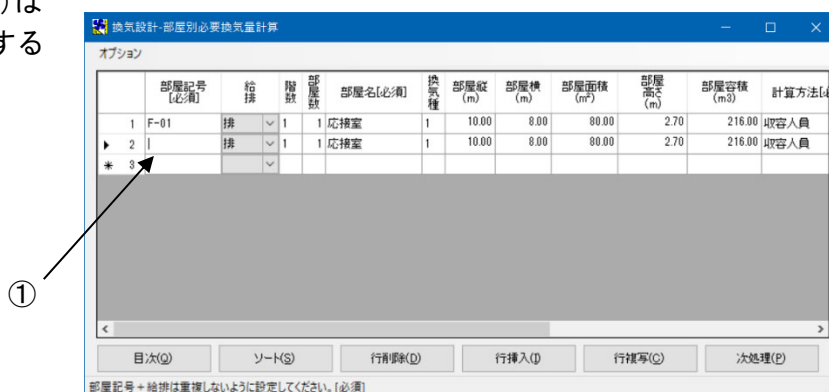 )は
する
換気設計-部屋別必要換気量計算
オプション
部屋記号[必須] 給排 階数 部屋数 部屋名[必須] 換気種 部屋縦(m) 部屋横(m) 部屋面積(m²) 部屋高さ(m) 部屋容積(m3) 計算方法[
1 F-01 排 1 1 応接室 1 10.00 8.00 80.00 2.70 216.00 収容人員
2 排 1 1 応接室 1 10.00 8.00 80.00 2.70 216.00 収容人員
* 3
①
目次(O) ソート(S) 行削除(D) 行挿入(I) 行複写(C) 次処理(P)
部屋記号+給排は重複しないように設定してください。[必須]